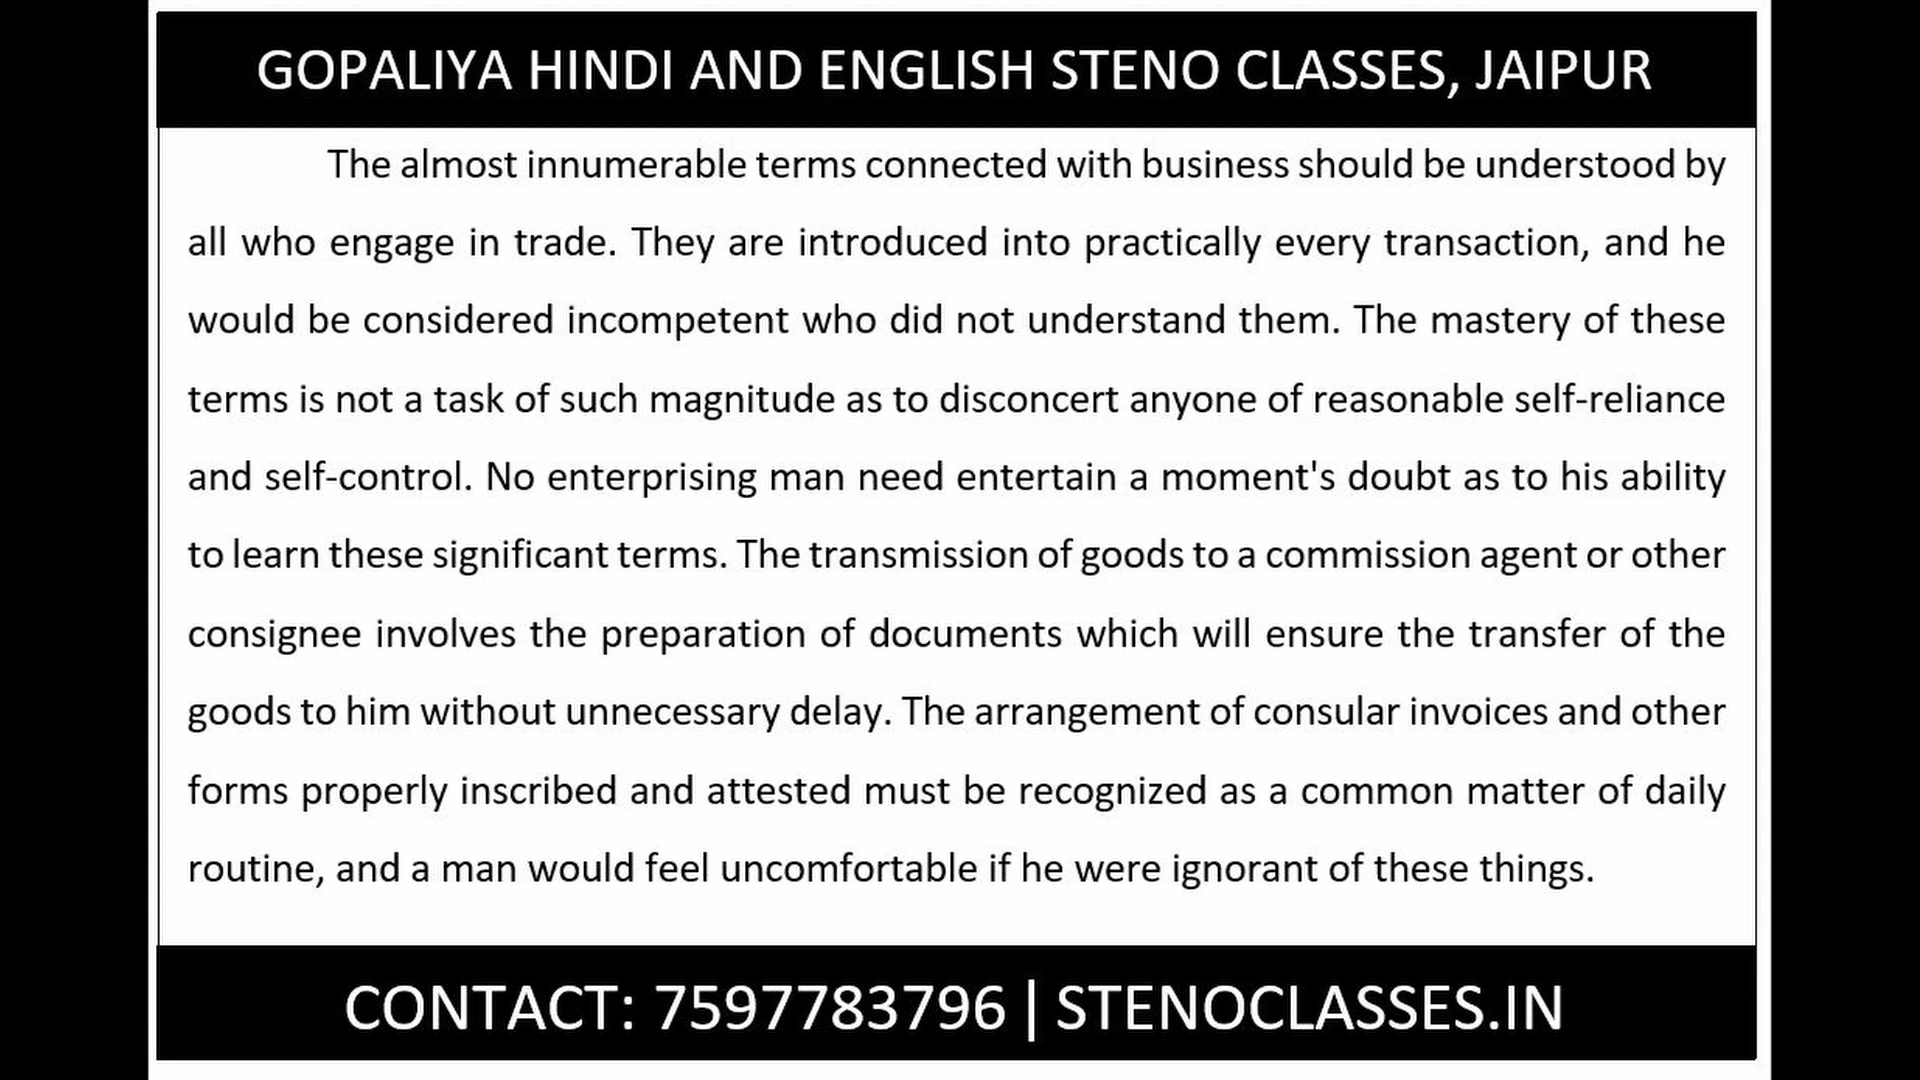 GOPALIYA HINDI AND ENGLISH STENO CLASSES, JAIPUR
The almost innumerable terms connected with business should be understood by
all who engage in trade. They are introduced into practically every transaction, and he
would be considered incompetent who did not understand them. The mastery of these
terms is not a task of such magnitude as to disconcert anyone of reasonable self-reliance
and self-control. No enterprising man need entertain a moment's doubt as to his ability
to learn these significant terms. The transmission of goods to a commission agent or other
consignee involves the preparation of documents which will ensure the transfer of the
goods to him without unnecessary delay. The arrangement of consular invoices and other
forms properly inscribed and attested must be recognized as a common matter of daily
routine, and a man would feel uncomfortable if he were ignorant of these things.
CONTACT: 7597783796 | STENOCLASSES.IN